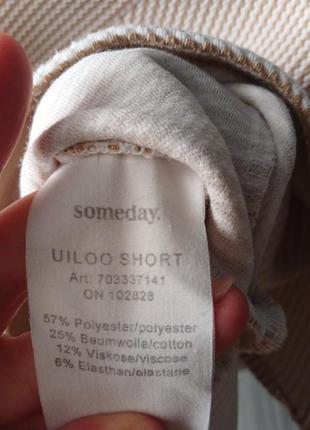 someday.
UILOO SHORT
Art: 703337141
ON 102828
57% Polyester/polyester
25% Baumwolle/cotton
12% Viskose/viscose
6% Elasthan/elastane